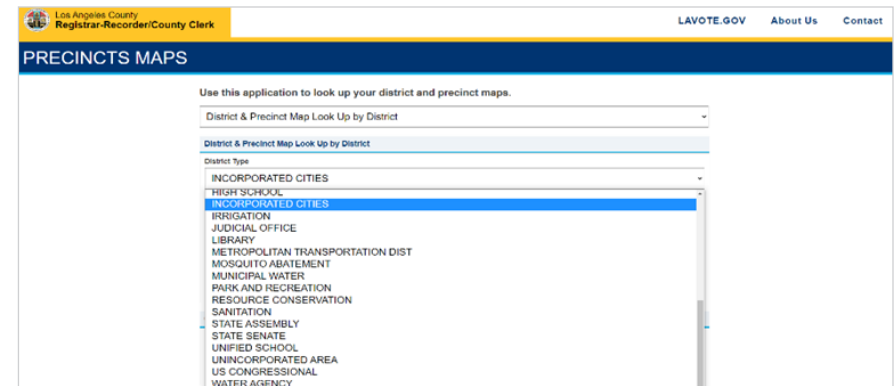 Los Angeles County
Registrar-Recorder/County Clerk
LAVOTE.GOV About Us Contact
PRECINCTS MAPS
Use this application to look up your district and precinct maps.
District & Precinct Map Look Up by District
District & Precinct Map Look Up by District
District Type
INCORPORATED CITIES
HIGH SCHOOL
INCORPORATED CITIES
IRRIGATION
JUDICIAL OFFICE
LIBRARY
METROPOLITAN TRANSPORTATION DIST
MOSQUITO ABATEMENT
MUNICIPAL WATER
PARK AND RECREATION
RESOURCE CONSERVATION
SANITATION
STATE ASSEMBLY
STATE SENATE
UNIFIED SCHOOL
UNINCORPORATED AREA
US CONGRESSIONAL
WATER AGENCY